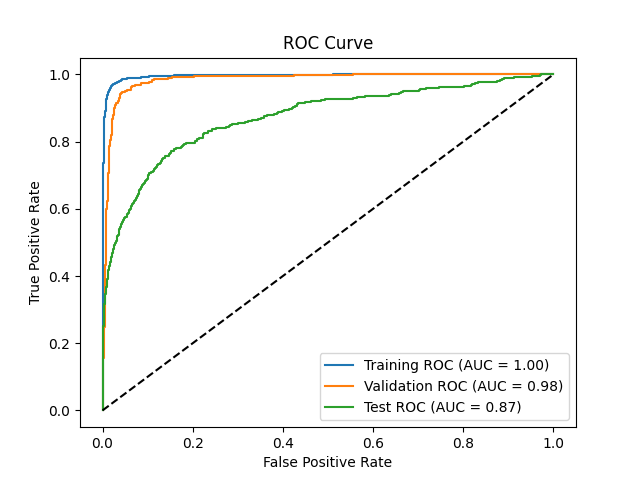 ROC Curve
1.0
0.8
0.6
0.4
0.2
0.0
True Positive Rate
0.0 0.2 0.4 0.6 0.8 1.0
False Positive Rate
Training ROC (AUC = 1.00)
Validation ROC (AUC = 0.98)
Test ROC (AUC = 0.87)